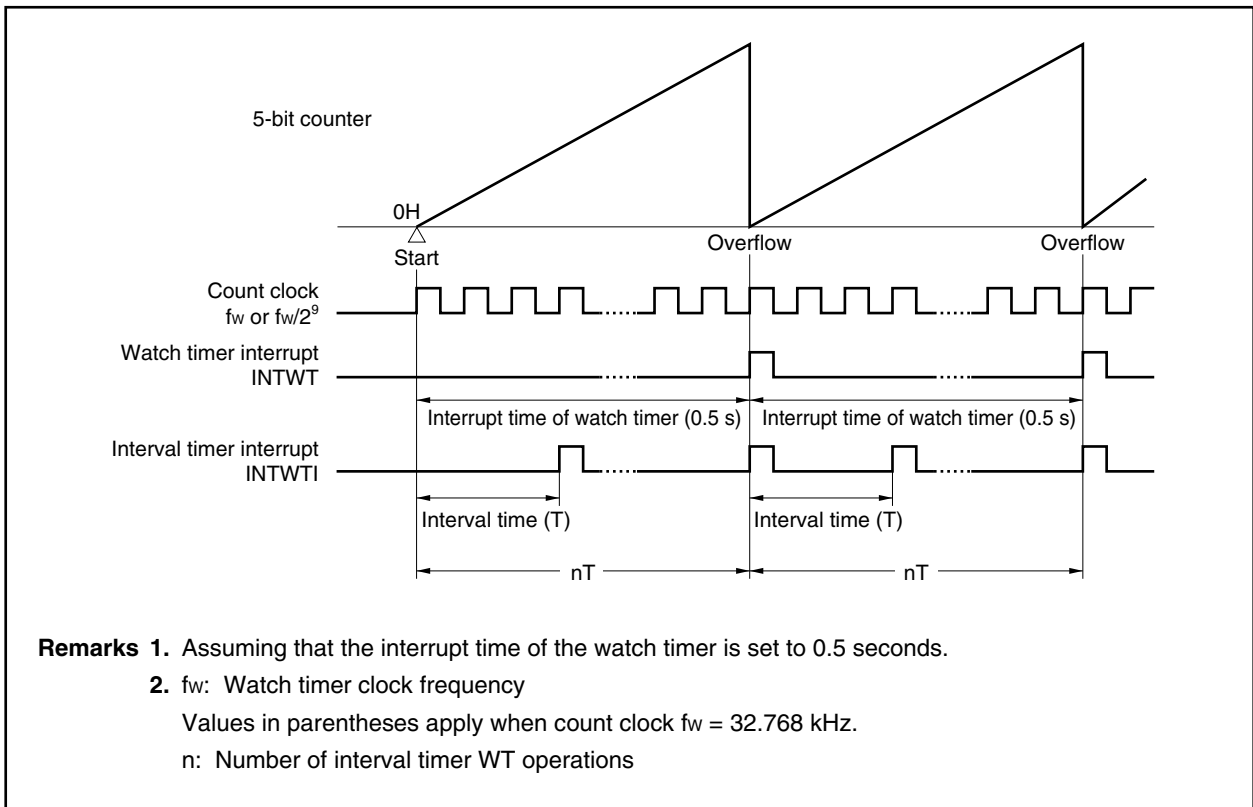 5-bit counter
0H
Start
Overflow
Overflow
Count clock
fW or fW/2⁹
Watch timer interrupt
INTWT
Interrupt time of watch timer (0.5 s)
Interrupt time of watch timer (0.5 s)
Interval timer interrupt
INTWTI
Interval time (T)
Interval time (T)
nT
nT
Remarks 1. Assuming that the interrupt time of the watch timer is set to 0.5 seconds.
2. fW: Watch timer clock frequency
Values in parentheses apply when count clock fW = 32.768 kHz.
n: Number of interval timer WT operations